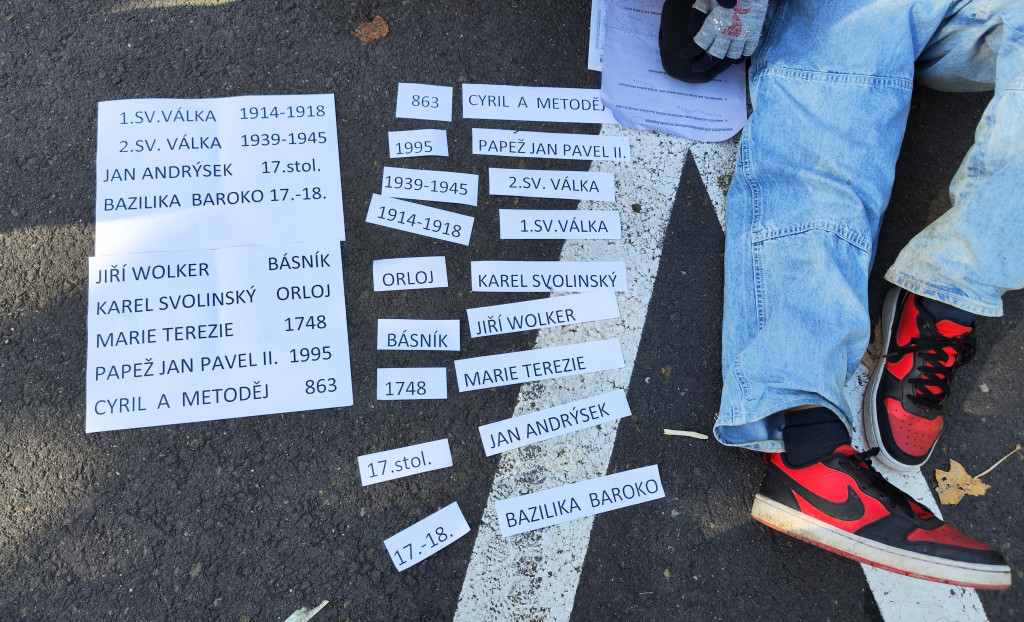 1.SV.VÁLKA 1914-1918
2.SV. VÁLKA 1939-1945
JAN ANDRÝSEK 17.stol.
BAZILIKA BAROKO 17.-18.
JIŘÍ WOLKER BÁSNÍK
KAREL SVOLINSKÝ ORLOJ
MARIE TEREZIE 1748
PAPEŽ JAN PAVEL II. 1995
CYRIL A METODĚJ 863
863 CYRIL A METODĚJ
1995 PAPEŽ JAN PAVEL II.
1939-1945 2.SV. VÁLKA
1914-1918 1.SV.VÁLKA
ORLOJ KAREL SVOLINSKÝ
BÁSNÍK JIŘÍ WOLKER
1748 MARIE TEREZIE
17.stol. JAN ANDRÝSEK
17.-18. BAZILIKA BAROKO